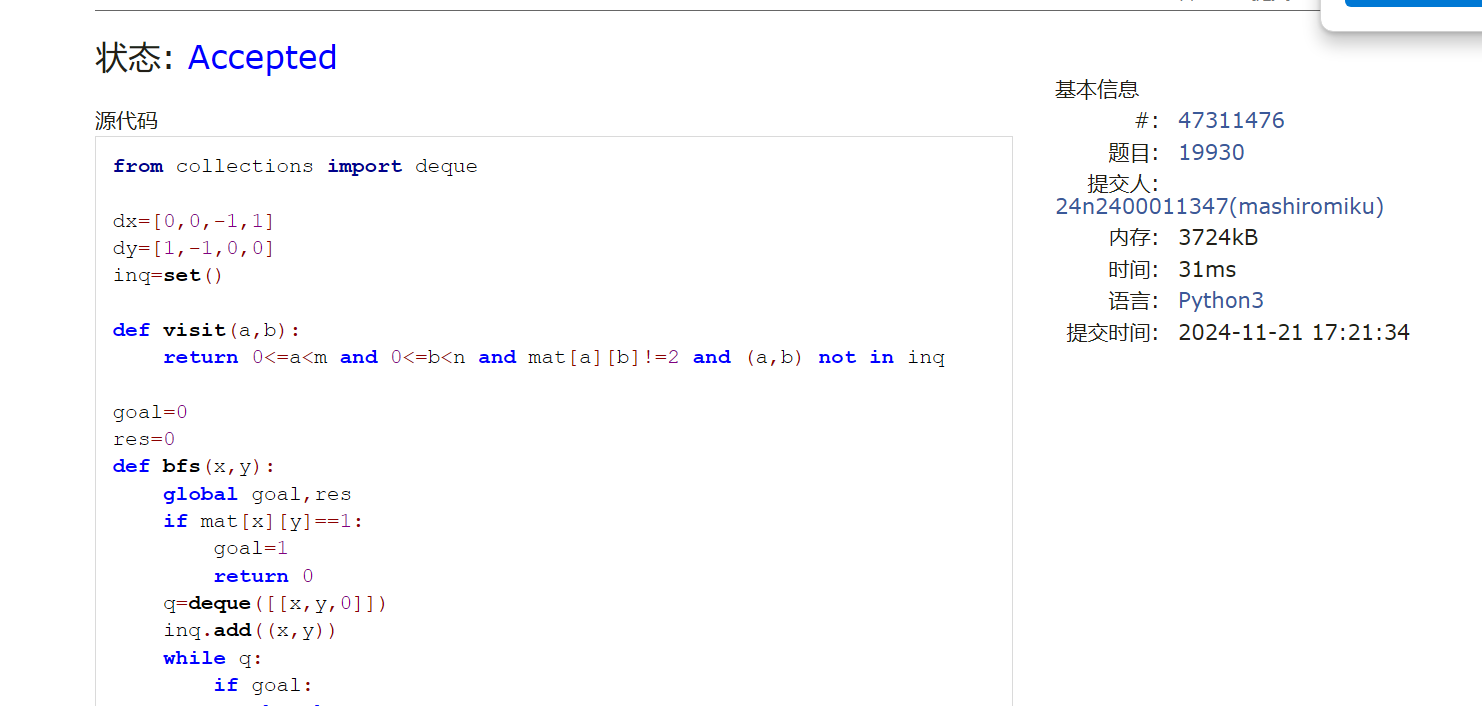 状态: Accepted
源代码
from collections import deque
dx=[0,0,-1,1]
dy=[1,-1,0,0]
inq=set()
def visit(a,b):
    return 0<=a<m and 0<=b<n and mat[a][b]!=2 and (a,b) not in inq
goal=0
res=0
def bfs(x,y):
    global goal,res
    if mat[x][y]==1:
        goal=1
        return 0
    q=deque([[x,y,0]])
    inq.add((x,y))
    while q:
        if goal:
基本信息
#: 47311476
题目: 19930
提交人:
24n2400011347(mashiromiku)
内存: 3724kB
时间: 31ms
语言: Python3
提交时间: 2024-11-21 17:21:34